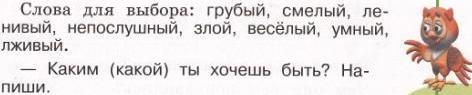 Слова для выбора: грубый, смелый, ле-
нивый, непослушный, злой, весёлый, умный,
лживый.
— Каким (какой) ты хочешь быть? На-
пиши.